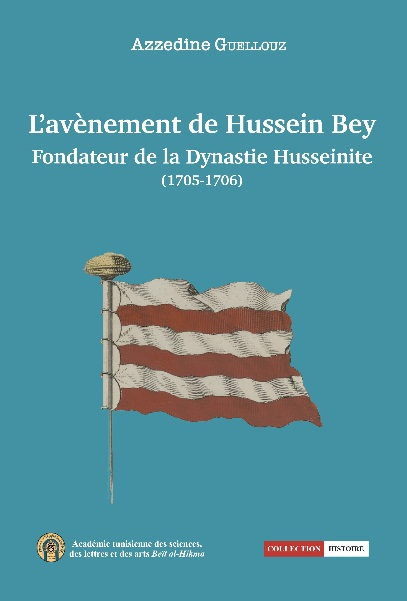 Azzedine GUELLOUZ
L'avènement de Hussein Bey
Fondateur de la Dynastie Husseinite
(1705-1706)
Académie tunisienne des sciences,
des lettres et des arts Beït al-Hikma
COLLECTION HISTOIRE